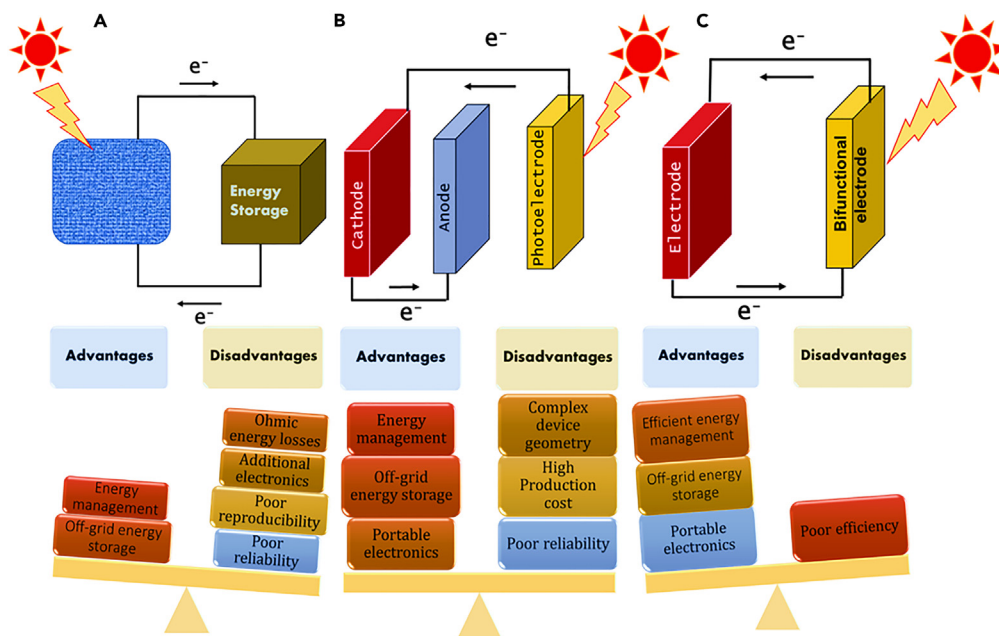 A
B
C
e⁻
e⁻
e⁻
Energy
Storage
Cathode
Anode
Photoelectrode
Electrode
Bifunctional
electrode
e⁻
e⁻
e⁻
Advantages
Disadvantages
Energy
management
Off-grid energy
storage
Ohmic
energy losses
Additional
electronics
Poor
reproducibility
Poor
reliability
Advantages
Disadvantages
Energy
management
Off-grid
energy storage
Portable
electronics
Complex
device
geometry
High
Production
cost
Poor reliability
Advantages
Disadvantages
Efficient energy
management
Off-grid energy
storage
Portable
electronics
Poor efficiency